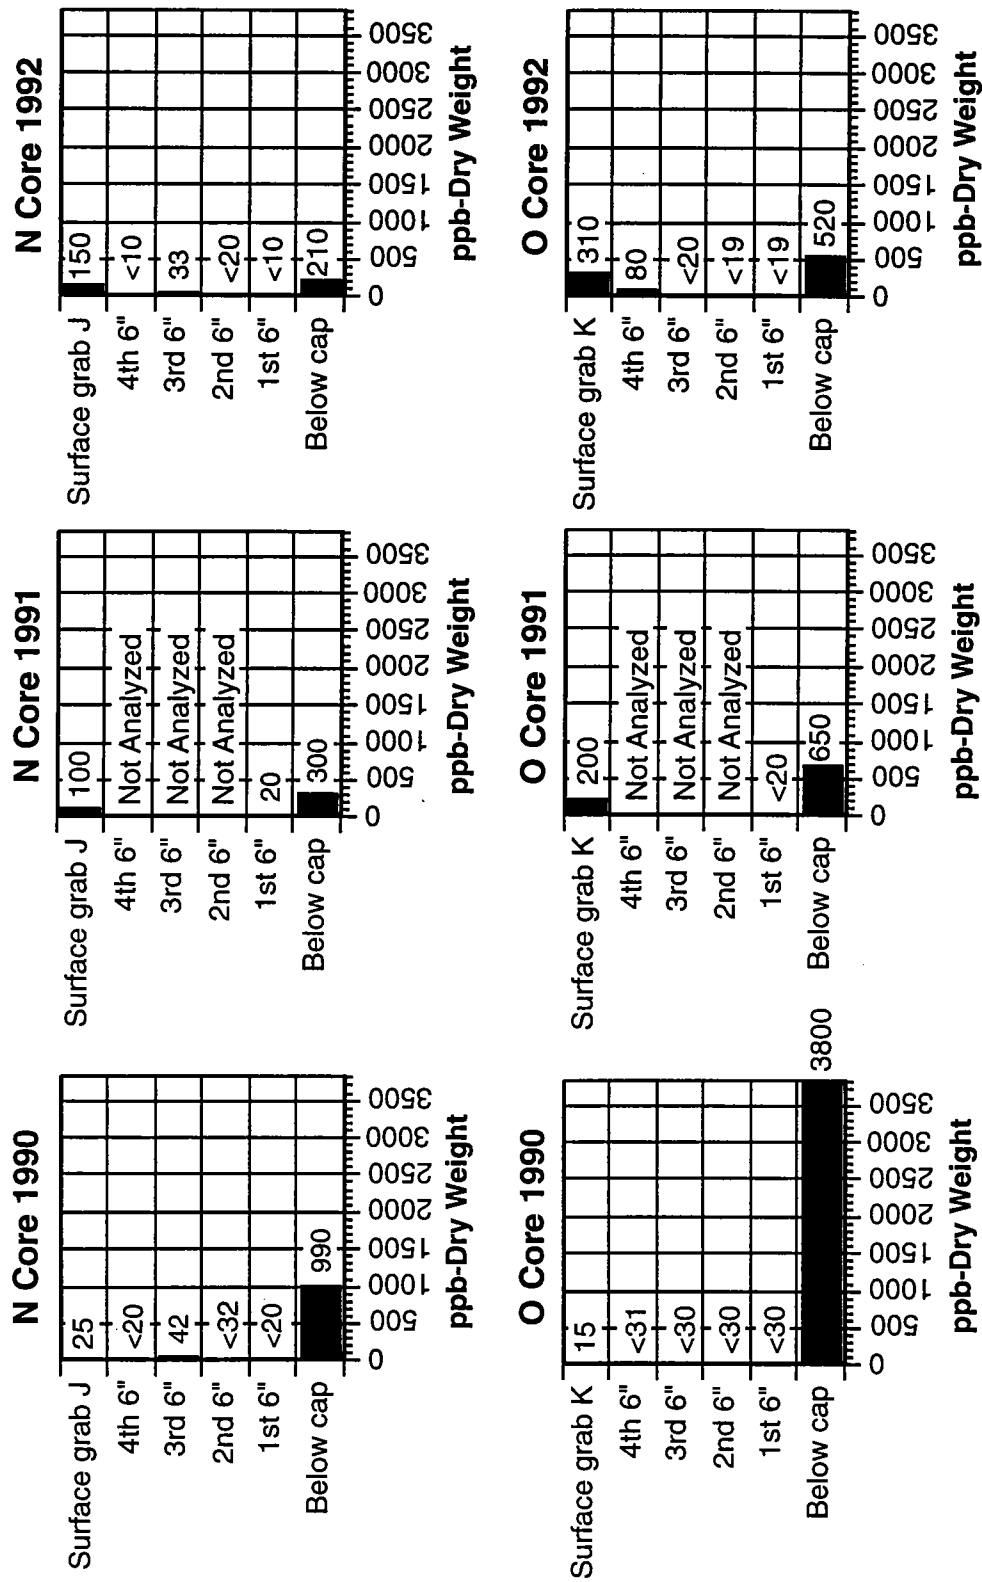 N Core 1990
Surface grab J 25
4th 6" <20
3rd 6" 42
2nd 6" <32
1st 6" <20
Below cap 990
0 500 1000 1500 2000 2500 3000 3500
ppb-Dry Weight
N Core 1991
Surface grab J 100
4th 6" Not Analyzed
3rd 6" Not Analyzed
2nd 6" Not Analyzed
1st 6" 20
Below cap 300
0 500 1000 1500 2000 2500 3000 3500
ppb-Dry Weight
N Core 1992
Surface grab J 150
4th 6" <10
3rd 6" 33
2nd 6" <20
1st 6" <10
Below cap 210
0 500 1000 1500 2000 2500 3000 3500
ppb-Dry Weight
O Core 1990
Surface grab K 15
4th 6" <31
3rd 6" <30
2nd 6" <30
1st 6" <30
Below cap 3800
0 500 1000 1500 2000 2500 3000 3500
ppb-Dry Weight
O Core 1991
Surface grab K 200
4th 6" Not Analyzed
3rd 6" Not Analyzed
2nd 6" Not Analyzed
1st 6" <20
Below cap 650
0 500 1000 1500 2000 2500 3000 3500
ppb-Dry Weight
O Core 1992
Surface grab K 310
4th 6" 80
3rd 6" <20
2nd 6" <19
1st 6" <19
Below cap 520
0 500 1000 1500 2000 2500 3000 3500
ppb-Dry Weight